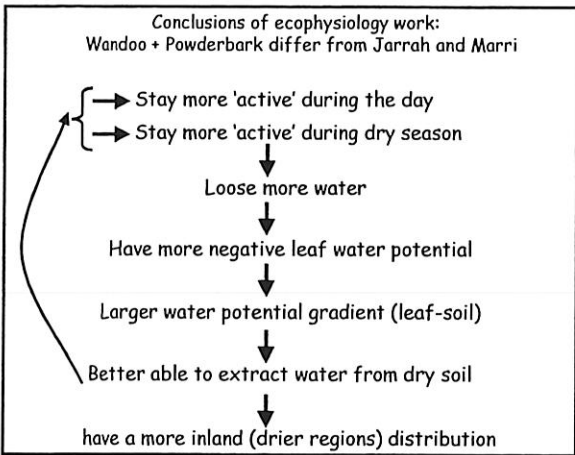 Conclusions of ecophysiology work:
Wandoo + Powderbark differ from Jarrah and Marri
Stay more 'active' during the day
Stay more 'active' during dry season
Loose more water
Have more negative leaf water potential
Larger water potential gradient (leaf-soil)
Better able to extract water from dry soil
have a more inland (drier regions) distribution